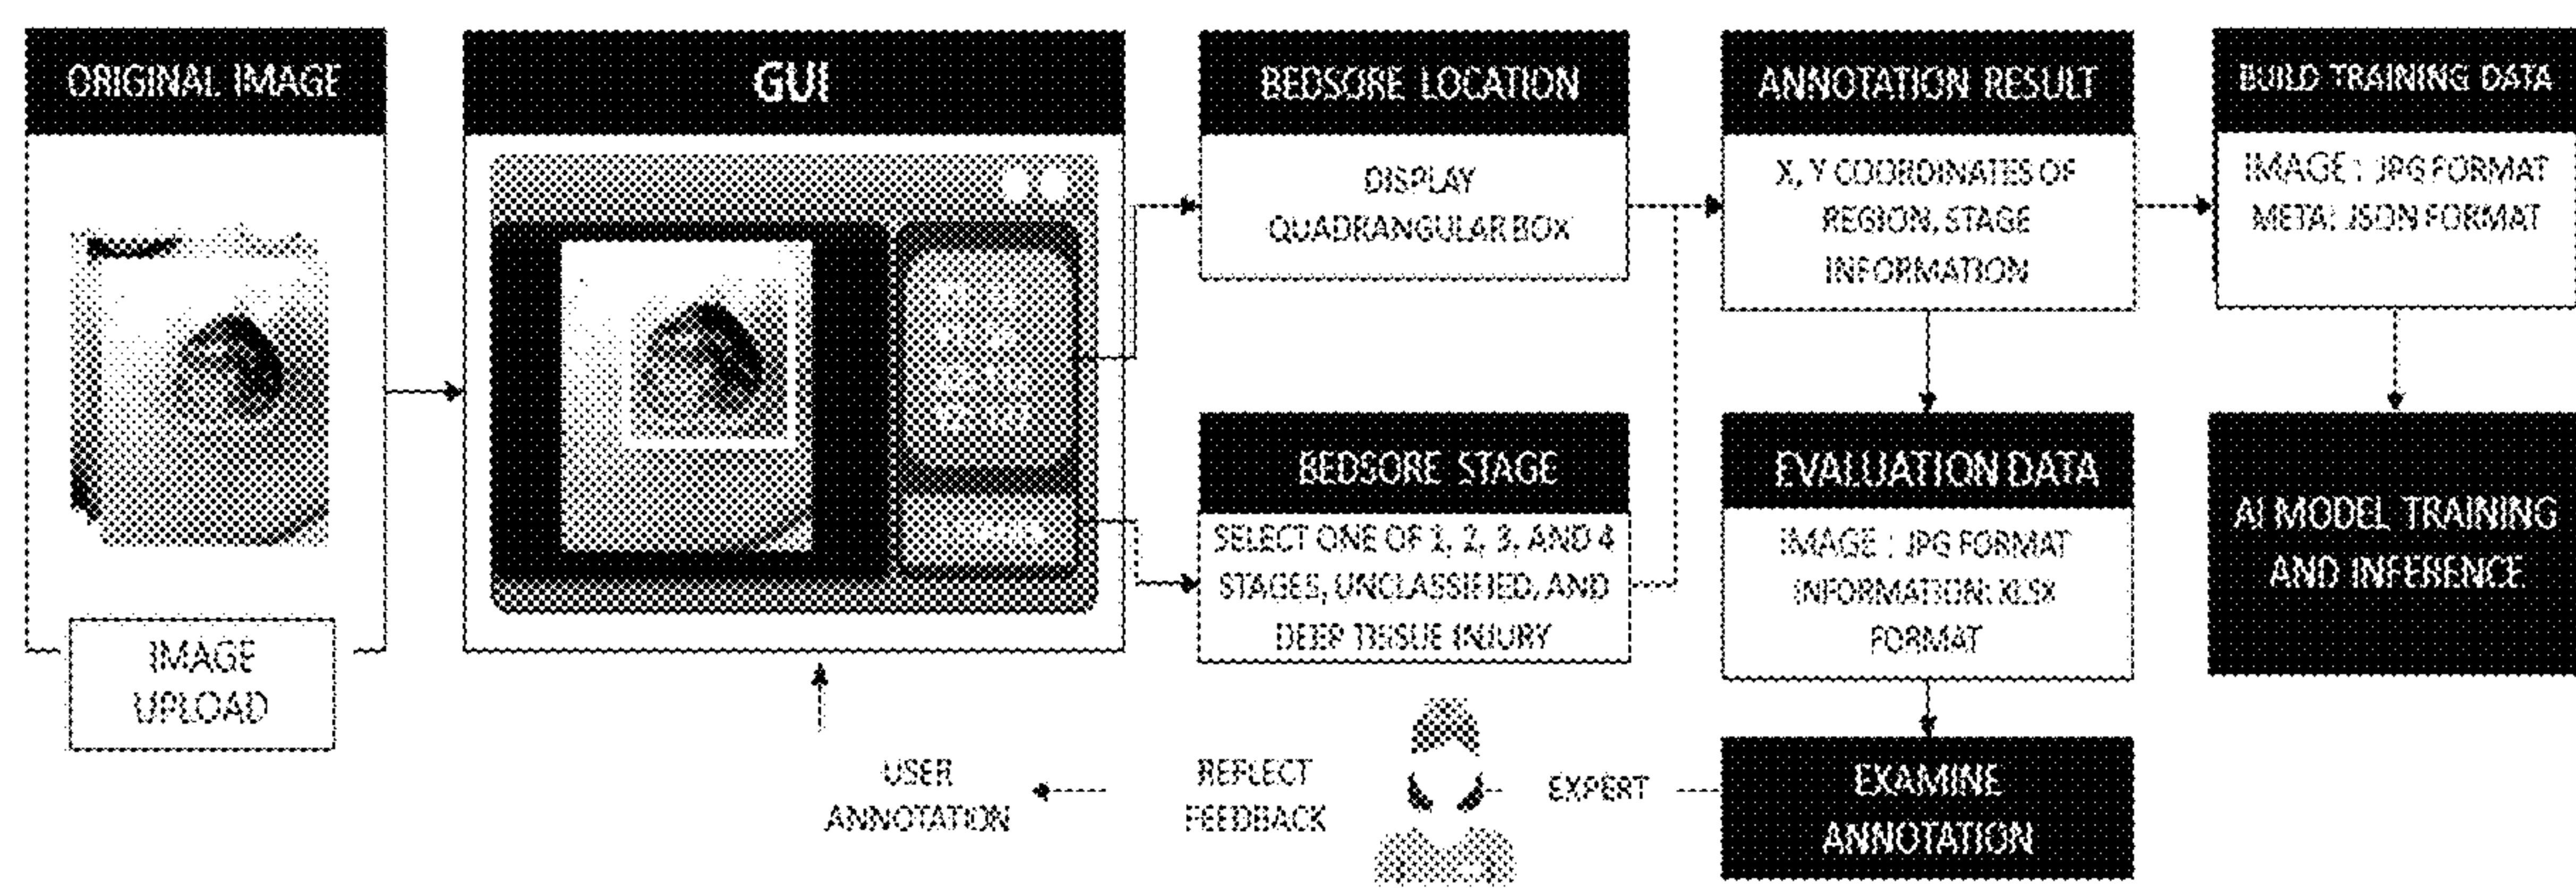 ORIGINAL IMAGE
IMAGE
UPLOAD
GUI
BEDSORE LOCATION
DISPLAY
QUADRANGULAR BOX
BEDSORE STAGE
SELECT ONE OF 1, 2, 3, AND 4
STAGES, UNCLASSIFIED, AND
DEEP TISSUE INJURY
ANNOTATION RESULT
X, Y COORDINATES OF
REGION, STAGE
INFORMATION
BUILD TRAINING DATA
IMAGE : JPG FORMAT
META: JSON FORMAT
EVALUATION DATA
IMAGE : JPG FORMAT
INFORMATION: XLSX
FORMAT
AI MODEL TRAINING
AND INFERENCE
EXAMINE
ANNOTATION
EXPERT
REFLECT
FEEDBACK
USER
ANNOTATION